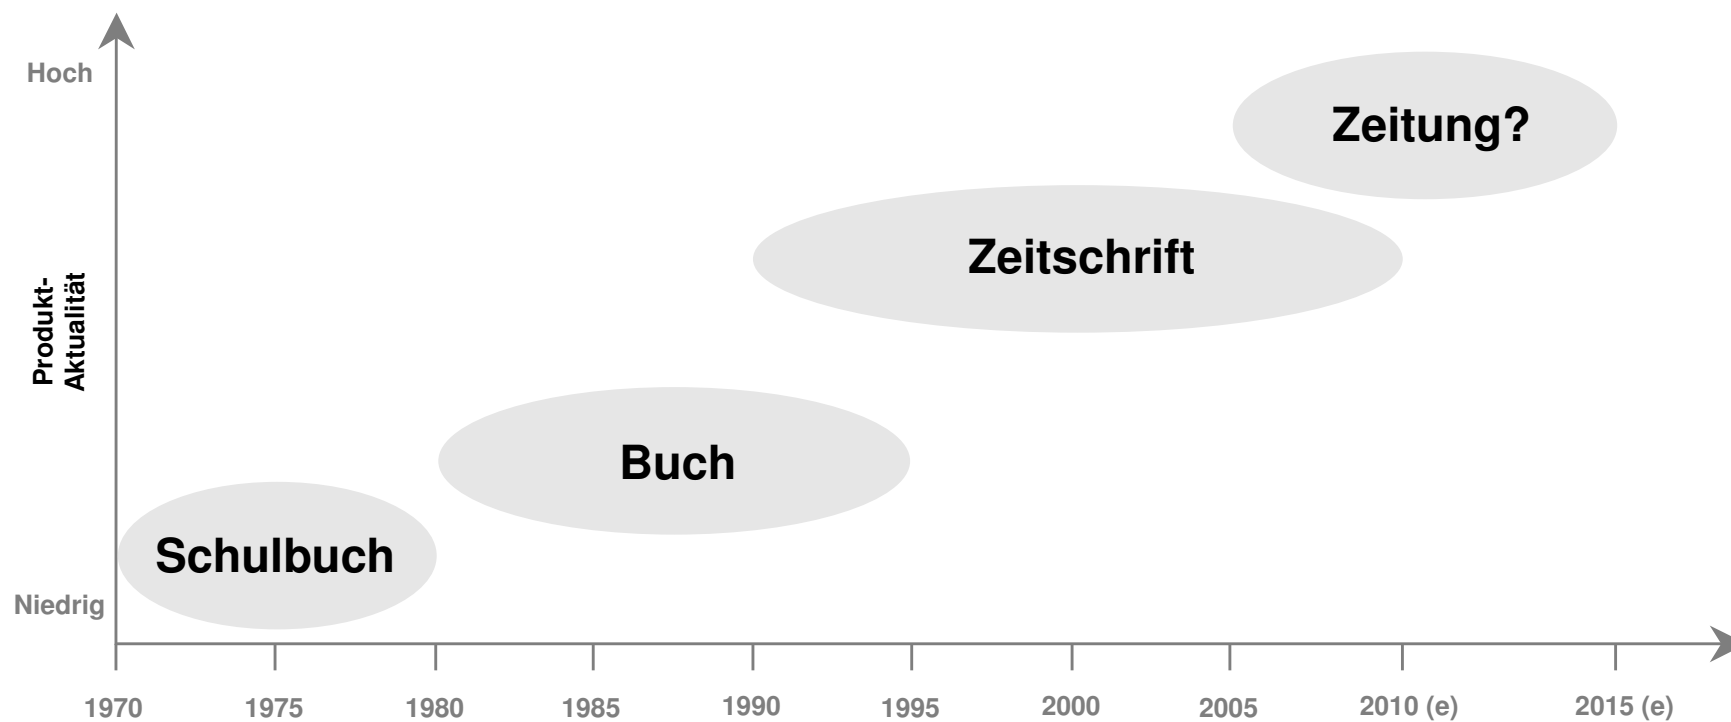 Hoch
Zeitung?
Zeitschrift
Produkt-
Aktualität
Buch
Schulbuch
Niedrig
1970 1975 1980 1985 1990 1995 2000 2005 2010 (e) 2015 (e)